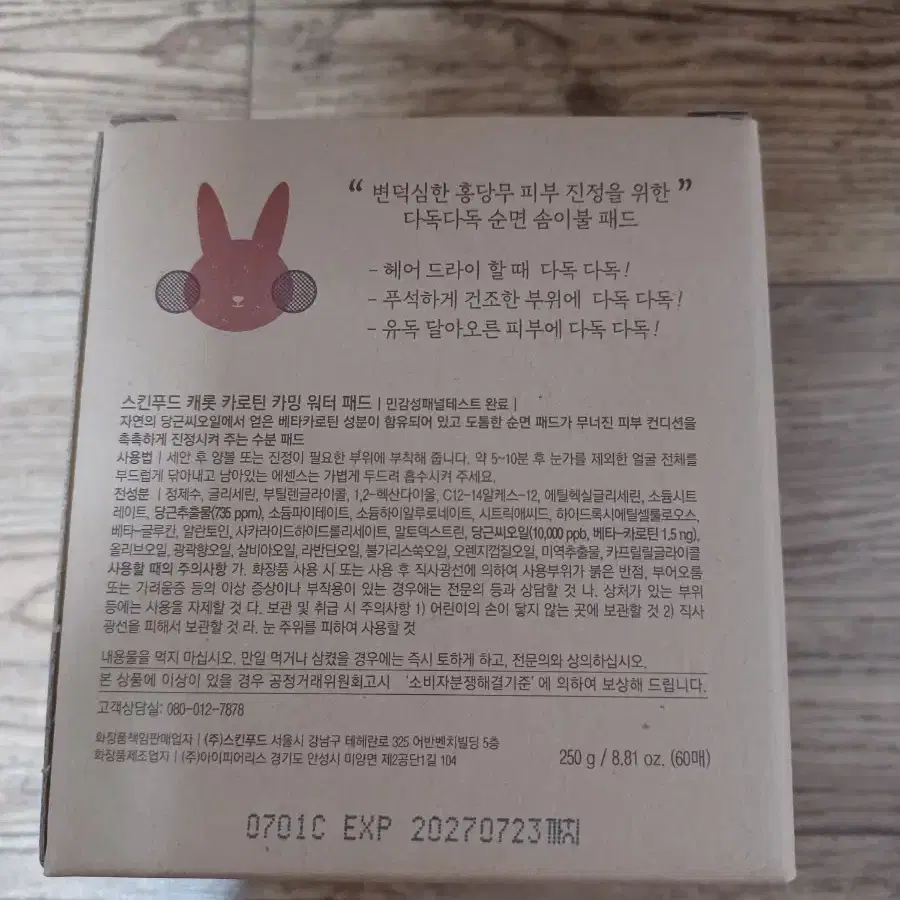 “ 변덕심한 홍당무 피부 진정을 위한 ”
다독다독 순면 솜이불 패드
- 헤어 드라이 할 때 다독 다독!
- 푸석하게 건조한 부위에 다독 다독!
- 유독 달아오른 피부에 다독 다독!
스킨푸드 캐롯 카로틴 카밍 워터 패드 | 민감성패널테스트 완료 |
자연의 당근씨오일에서 얻은 베타카로틴 성분이 함유되어 있고 도톰한 순면 패드가 무너진 피부 컨디션을
촉촉하게 진정시켜 주는 수분 패드
사용법 | 세안 후 양볼 또는 진정이 필요한 부위에 부착해 줍니다. 약 5~10분 후 눈가를 제외한 얼굴 전체를
부드럽게 닦아내고 남아있는 에센스는 가볍게 두드려 흡수시켜 주세요.
전성분 | 정제수, 글리세린, 부틸렌글라이콜, 1,2-헥산다이올, C12-14알케스-12, 에틸헥실글리세린, 소듐시트
레이트, 당근추출물(735 ppm), 소듐파이테이트, 소듐하이알루로네이트, 시트릭애씨드, 하이드록시에틸셀룰로오스,
베타-글루칸, 알란토인, 사카라이드하이드롤리세이트, 말토덱스트린, 당근씨오일(10,000 ppb, 베타-카로틴 1.5 ng),
올리브오일, 광곽향오일, 살비아오일, 라반단오일, 불가리스쑥오일, 오렌지껍질오일, 미역추출물, 카프릴릴글라이콜
사용할 때의 주의사항 가. 화장품 사용 시 또는 사용 후 직사광선에 의하여 사용부위가 붉은 반점, 부어오름
또는 가려움증 등의 이상 증상이나 부작용이 있는 경우에는 전문의 등과 상담할 것 나. 상처가 있는 부위
등에는 사용을 자제할 것 다. 보관 및 취급 시 주의사항 1) 어린이의 손이 닿지 않는 곳에 보관할 것 2) 직사
광선을 피해서 보관할 것 라. 눈 주위를 피하여 사용할 것
내용물을 먹지 마십시오. 만일 먹거나 삼켰을 경우에는 즉시 토하게 하고, 전문의와 상의하십시오.
본 상품에 이상이 있을 경우 공정거래위원회고시 '소비자분쟁해결기준'에 의하여 보상해 드립니다.
고객상담실: 080-012-7878
화장품책임판매업자 | (주)스킨푸드 서울시 강남구 테헤란로 325 어반벤치빌딩 5층
화장품제조업자 | (주)아이피어리스 경기도 안성시 미양면 제2공단1길 104
250 g / 8.81 oz. (60매)
0701C EXP 20270723까지